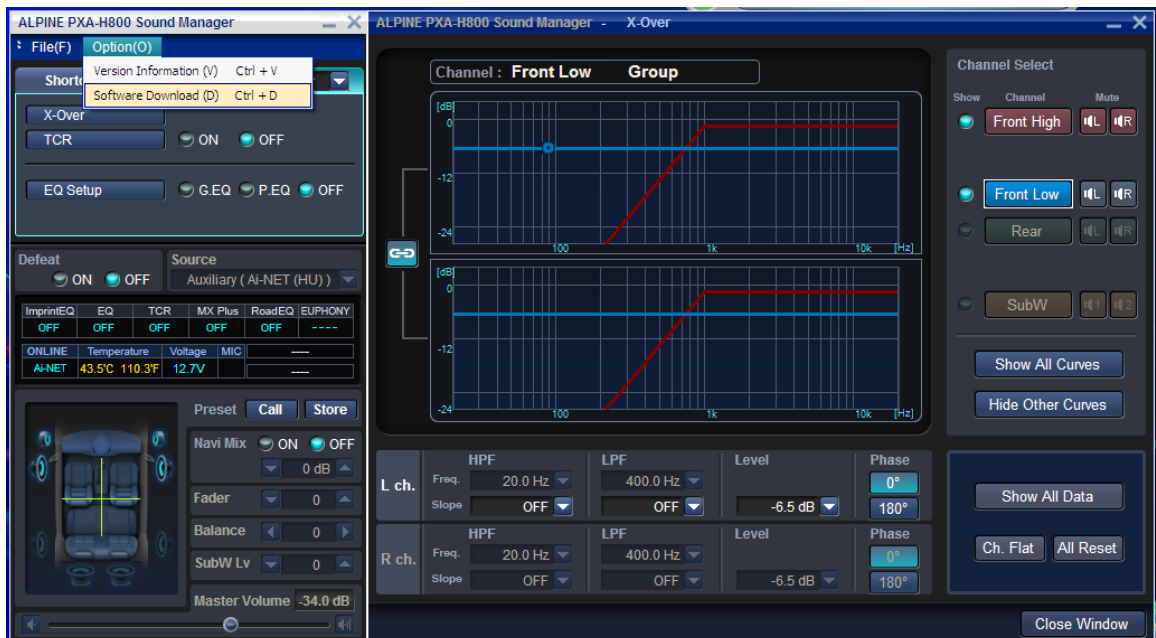 ALPINE PXA-H800 Sound Manager
File(F) Option(O)
Version Information (V) Ctrl + V
Software Download (D) Ctrl + D
X-Over
TCR ON OFF
EQ Setup G.EQ P.EQ OFF
Defeat Source
ON OFF Auxiliary ( Ai-NET (HU) )
ImprintEQ EQ TCR MX Plus RoadEQ EUPHONY
OFF OFF OFF OFF OFF ----
ONLINE Temperature Voltage MIC ----
Ai-NET 43.5℃ 110.3℉ 12.7V ----
Preset Call Store
Navi Mix ON OFF
0 dB
Fader 0
Balance 0
SubW Lv 0
Master Volume -34.0 dB
ALPINE PXA-H800 Sound Manager - X-Over
Channel : Front Low Group
[dB]
0
-12
-24
100 1k 10k [Hz]
[dB]
0
-12
-24
100 1k 10k [Hz]
HPF LPF Level Phase
L ch. Freq. 20.0 Hz 400.0 Hz 0°
Slope OFF OFF -6.5 dB 180°
HPF LPF Level Phase
R ch. Freq. 20.0 Hz 400.0 Hz 0°
Slope OFF OFF -6.5 dB 180°
Channel Select
Show Channel Mute
Front High L R
Front Low L R
Rear L R
SubW 1 2
Show All Curves
Hide Other Curves
Show All Data
Ch. Flat All Reset
Close Window